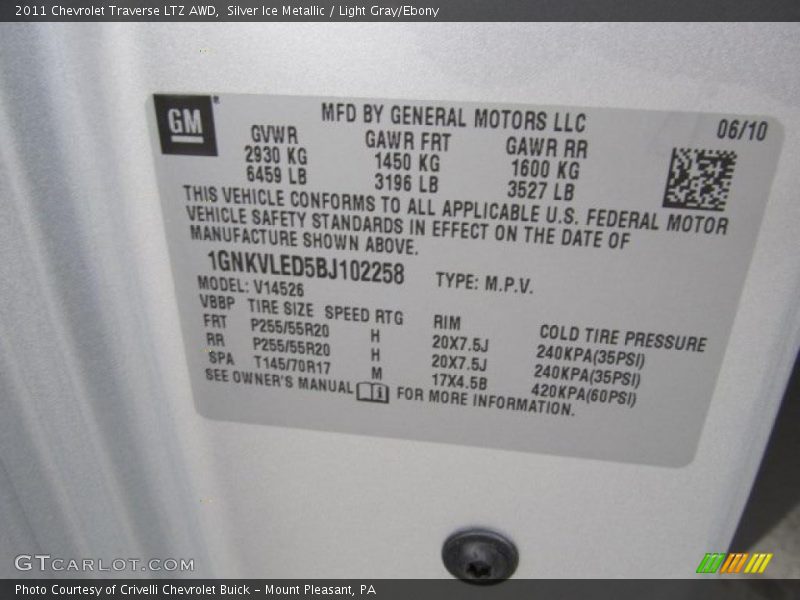 2011 Chevrolet Traverse LTZ AWD,  Silver Ice Metallic / Light Gray/Ebony
GM
MFD BY GENERAL MOTORS LLC
06/10
GVWR GAWR FRT GAWR RR
2930 KG 1450 KG 1600 KG
6459 LB 3196 LB 3527 LB
THIS VEHICLE CONFORMS TO ALL APPLICABLE U.S. FEDERAL MOTOR
VEHICLE SAFETY STANDARDS IN EFFECT ON THE DATE OF
MANUFACTURE SHOWN ABOVE.
1GNKVLED5BJ102258 TYPE: M.P.V.
MODEL: V14526
VBBP TIRE SIZE SPEED RTG RIM COLD TIRE PRESSURE
FRT P255/55R20 H 20X7.5J 240KPA(35PSI)
RR P255/55R20 H 20X7.5J 240KPA(35PSI)
SPA T145/70R17 M 17X4.5B 420KPA(60PSI)
SEE OWNER'S MANUAL FOR MORE INFORMATION.
GTCARLOT.COM
Photo Courtesy of Crivelli Chevrolet Buick - Mount Pleasant, PA